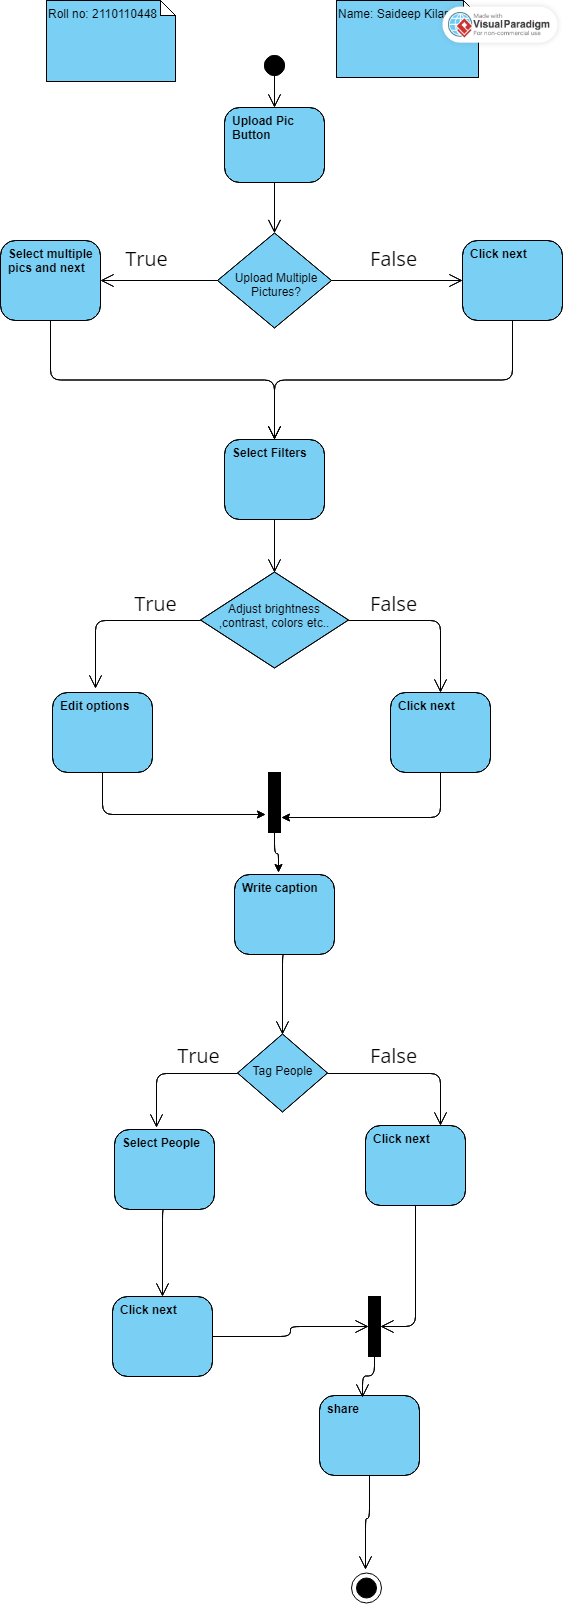 Roll no: 2110110448
Name: Saideep
Made with
Visual Paradigm
For non-commercial use
Upload Pic
Button
Select multiple
pics and next
True
Upload Multiple
Pictures?
False
Click next
Select Filters
True
Adjust brightness
,contrast, colors etc..
False
Edit options
Click next
Write caption
True
Tag People
False
Select People
Click next
Click next
share